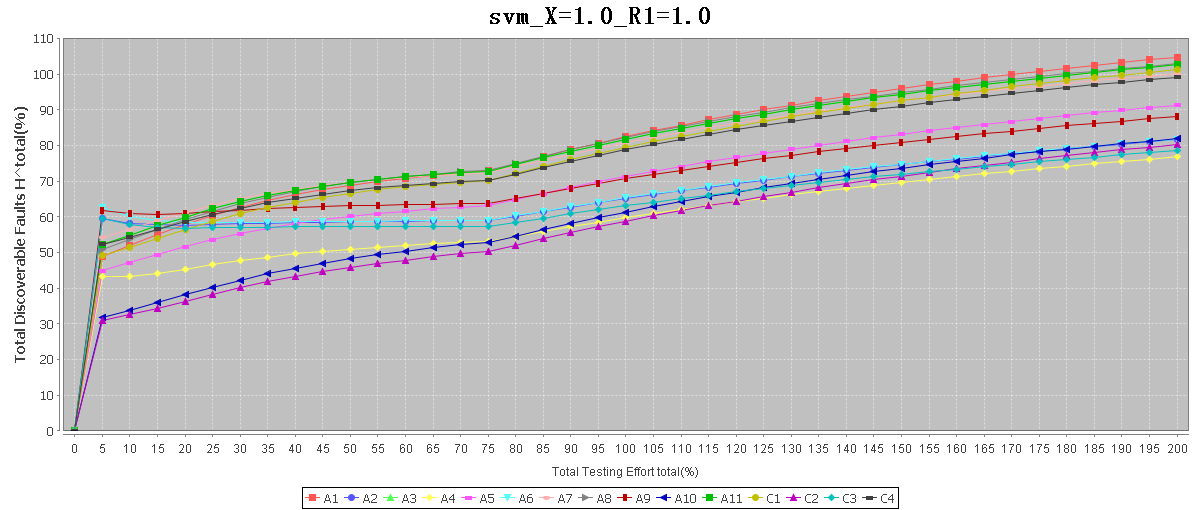 svm_X=1.0_R1=1.0
Total Discoverable Faults H^total(%)
110
100
90
80
70
60
50
40
30
20
10
0
0 5 10 15 20 25 30 35 40 45 50 55 60 65 70 75 80 85 90 95 100 105 110 115 120 125 130 135 140 145 150 155 160 165 170 175 180 185 190 195 200
Total Testing Effort total(%)
A1 A2 A3 A4 A5 A6 A7 A8 A9 A10 A11 C1 C2 C3 C4